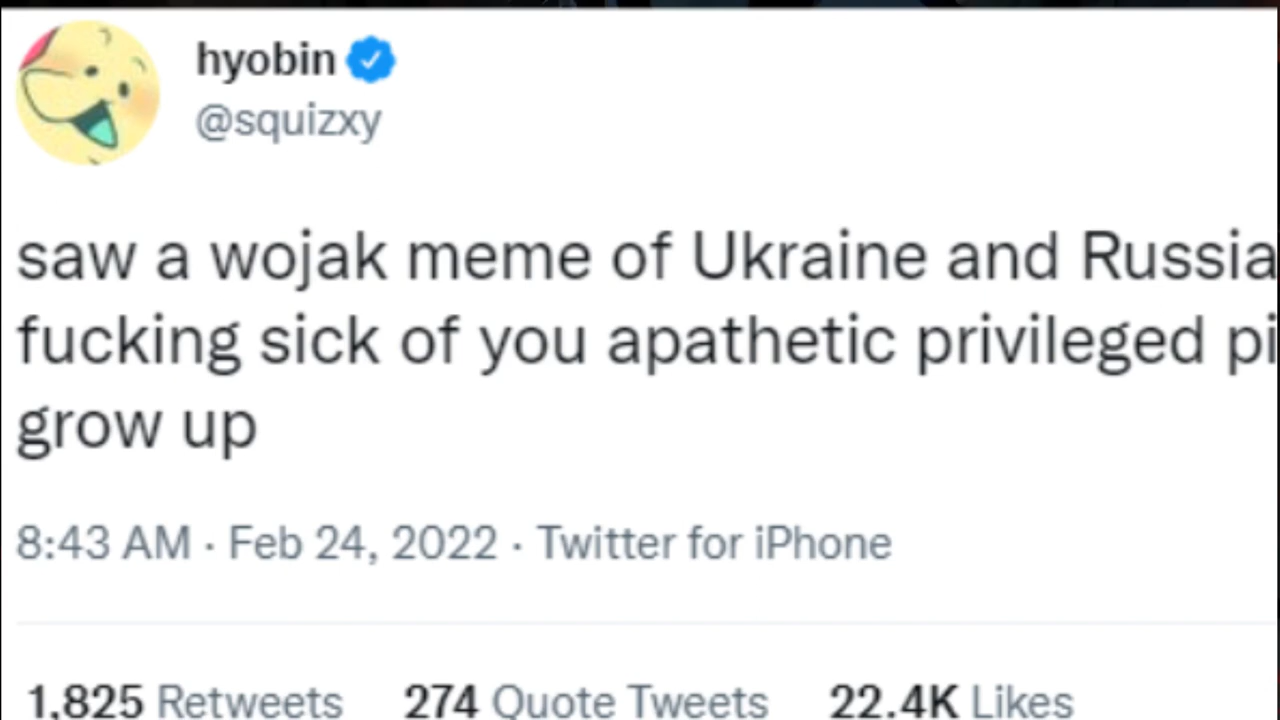 hyobin
@squizxy
saw a wojak meme of Ukraine and Russia
fucking sick of you apathetic privileged pi
grow up
8:43 AM · Feb 24, 2022 · Twitter for iPhone
1,825 Retweets 274 Quote Tweets 22.4K Likes